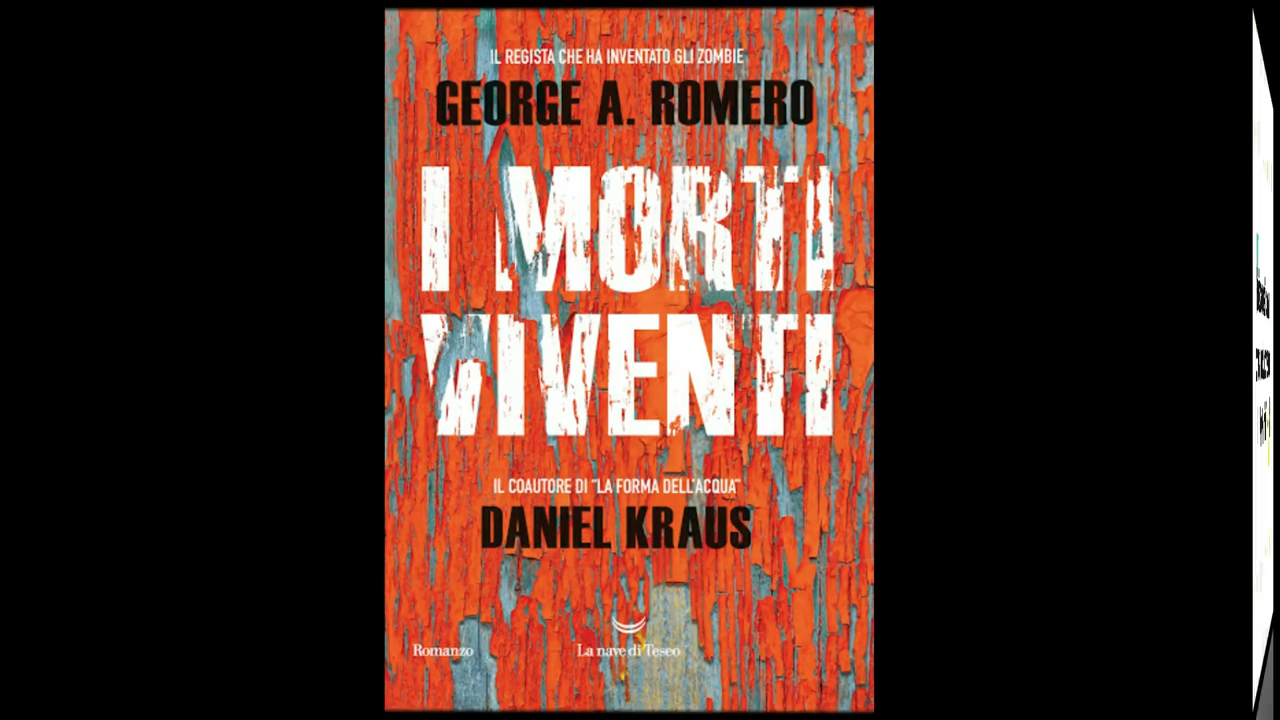 IL REGISTA CHE HA INVENTATO GLI ZOMBIE
GEORGE A. ROMERO
I MORTI
VIVENTI
IL COAUTORE DI "LA FORMA DELL'ACQUA"
DANIEL KRAUS
Romanzo
La nave di Teseo